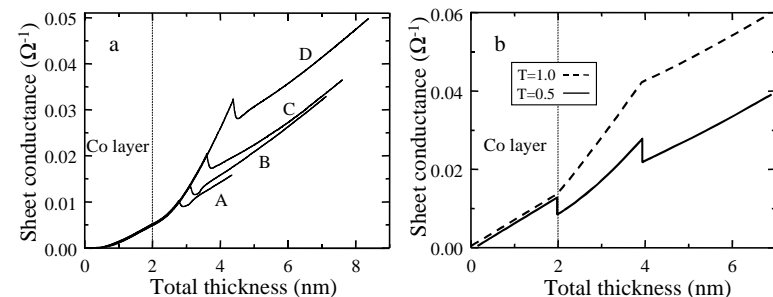 a
Co layer
A
B
C
D
0.00
0.01
0.02
0.03
0.04
0.05
0
2
4
6
8
Total thickness (nm)
Sheet conductance (Ω⁻¹)
b
T=1.0
T=0.5
Co layer
0.00
0.02
0.04
0.06
0
2
4
6
Total thickness (nm)
Sheet conductance (Ω⁻¹)